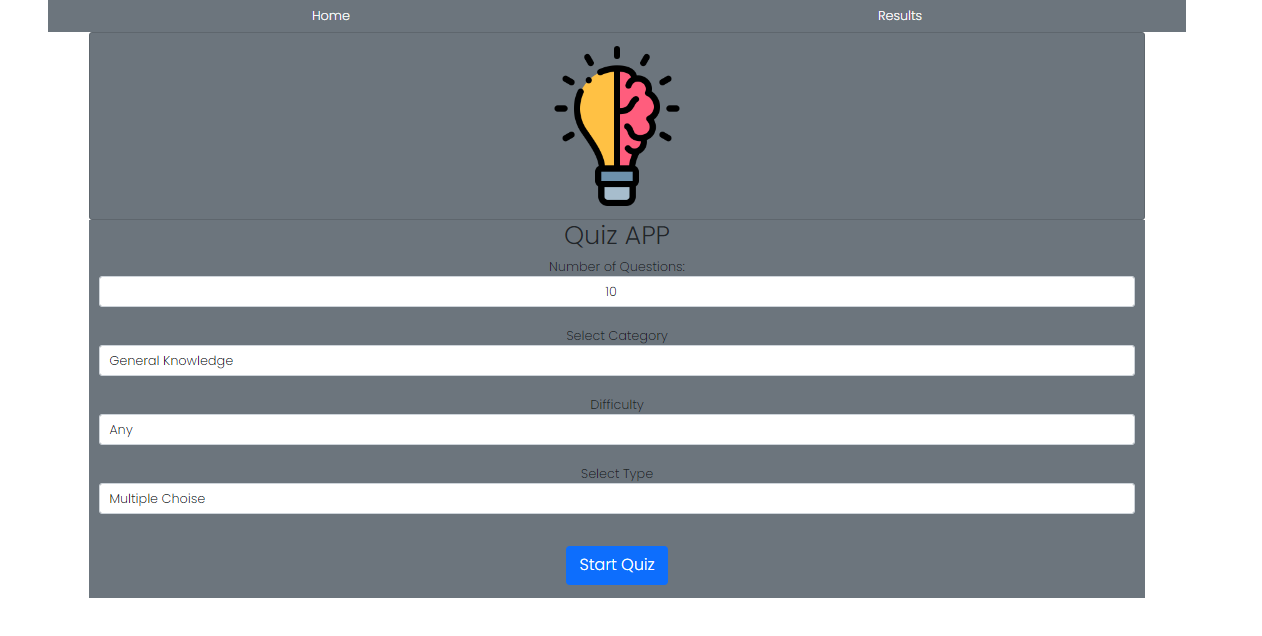 Home Results
Quiz APP
Number of Questions:
10
Select Category
General Knowledge
Difficulty
Any
Select Type
Multiple Choise
Start Quiz